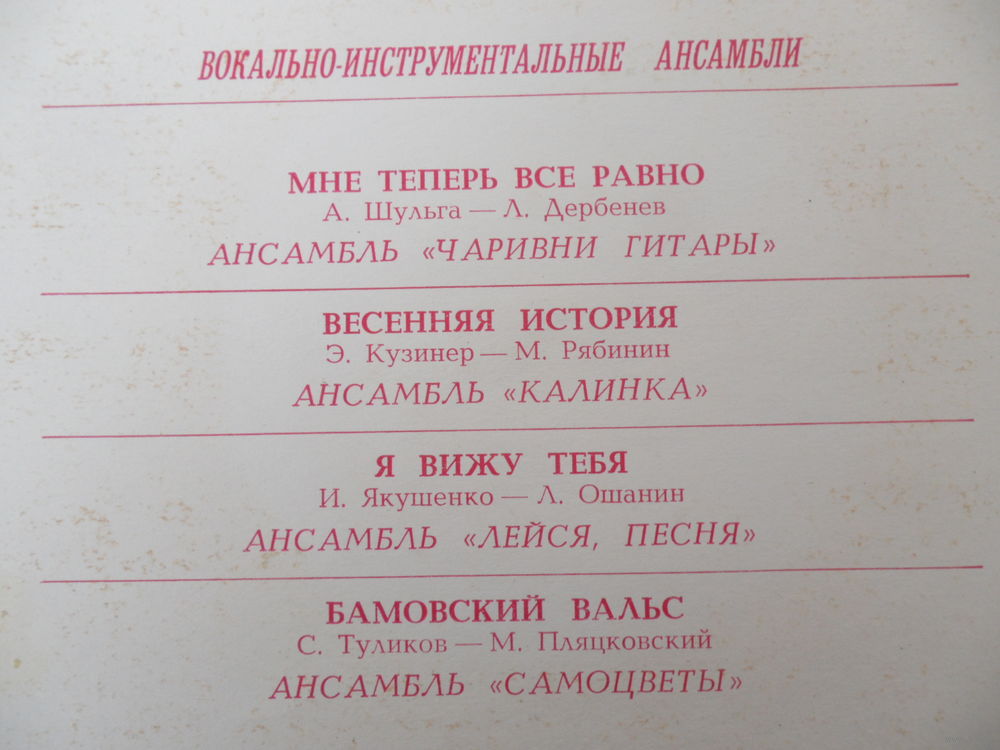 ВОКАЛЬНО-ИНСТРУМЕНТАЛЬНЫЕ АНСАМБЛИ
МНЕ ТЕПЕРЬ ВСЕ РАВНО
А. Шульга — Л. Дербенев
АНСАМБЛЬ «ЧАРИВНИ ГИТАРЫ»
ВЕСЕННЯЯ ИСТОРИЯ
Э. Кузинер — М. Рябинин
АНСАМБЛЬ «КАЛИНКА»
Я ВИЖУ ТЕБЯ
И. Якушенко — Л. Ошанин
АНСАМБЛЬ «ЛЕЙСЯ, ПЕСНЯ»
БАМОВСКИЙ ВАЛЬС
С. Туликов — М. Пляцковский
АНСАМБЛЬ «САМОЦВЕТЫ»